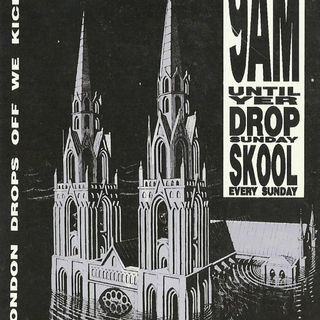 ONDON DROPS OFF WE KICK
9AM
UNTIL
YER
DROP
SUNDAY
SKOOL
EVERY SUNDAY